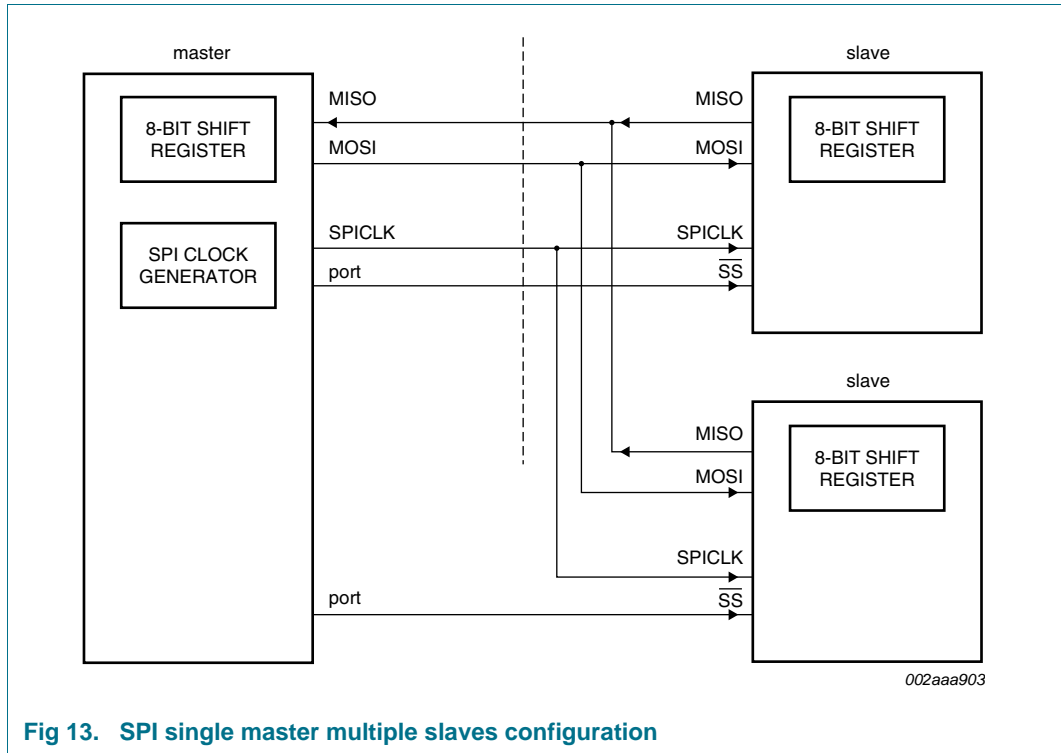 master
slave
8-BIT SHIFT
REGISTER
MISO
MISO
8-BIT SHIFT
REGISTER
MOSI
MOSI
SPI CLOCK
GENERATOR
SPICLK
SPICLK
port
SS
slave
MISO
8-BIT SHIFT
REGISTER
MOSI
SPICLK
port
SS
002aaa903
Fig 13. SPI single master multiple slaves configuration